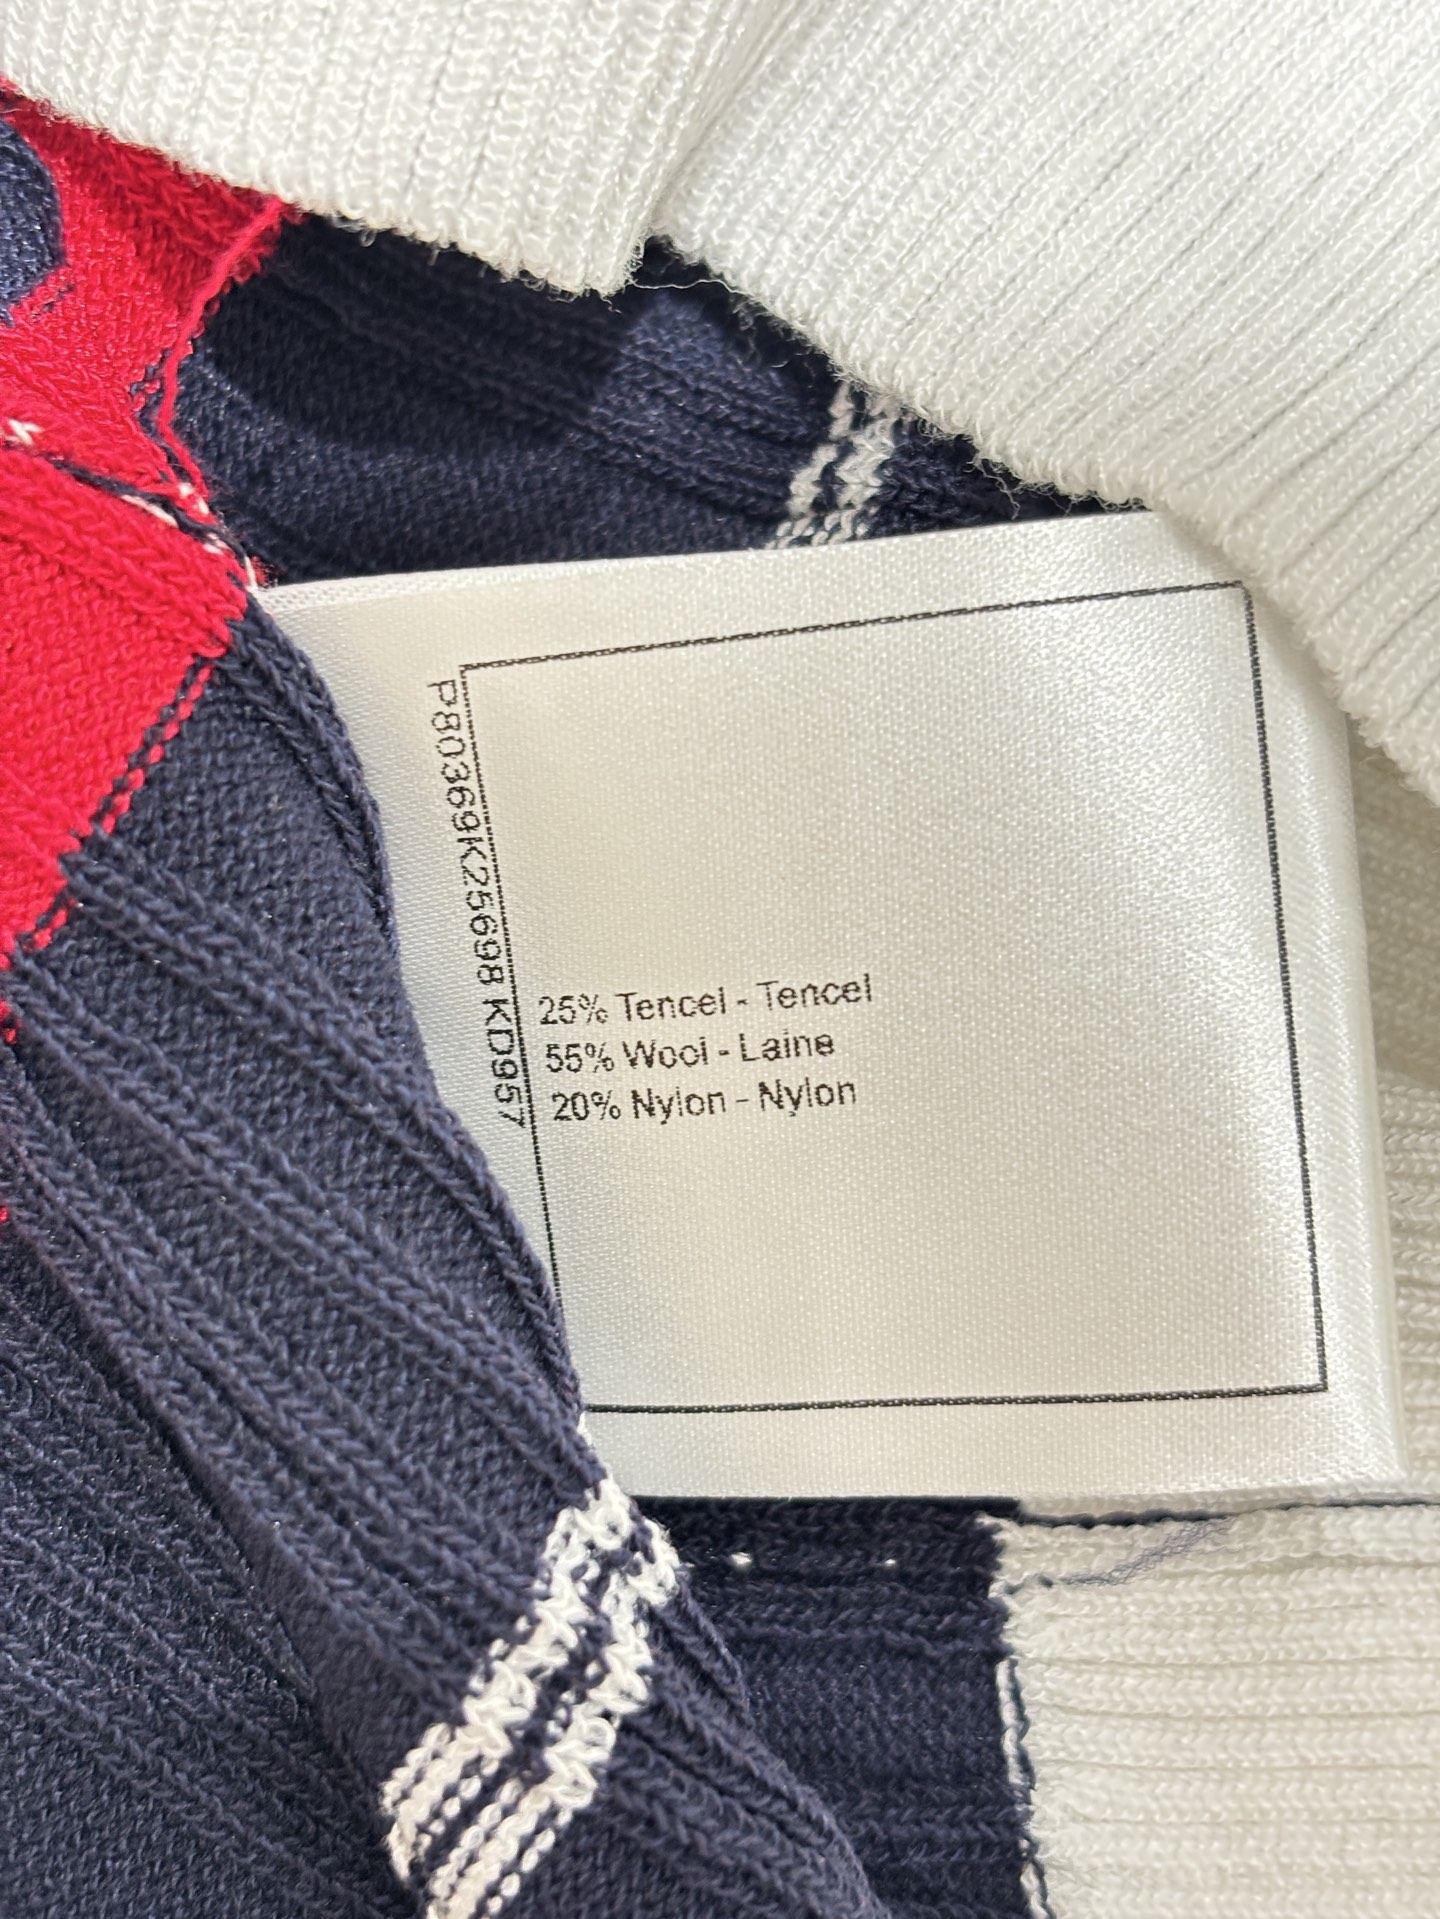 P80369K25698 KD957
25% Tencel - Tencel
55% Wool - Laine
20% Nylon - Nylon